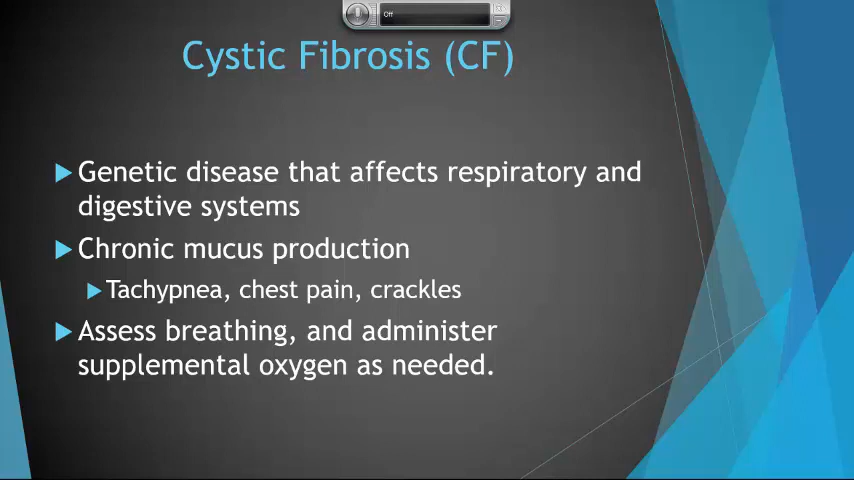 Off
Cystic Fibrosis (CF)
Genetic disease that affects respiratory and
digestive systems
Chronic mucus production
Tachypnea, chest pain, crackles
Assess breathing, and administer
supplemental oxygen as needed.